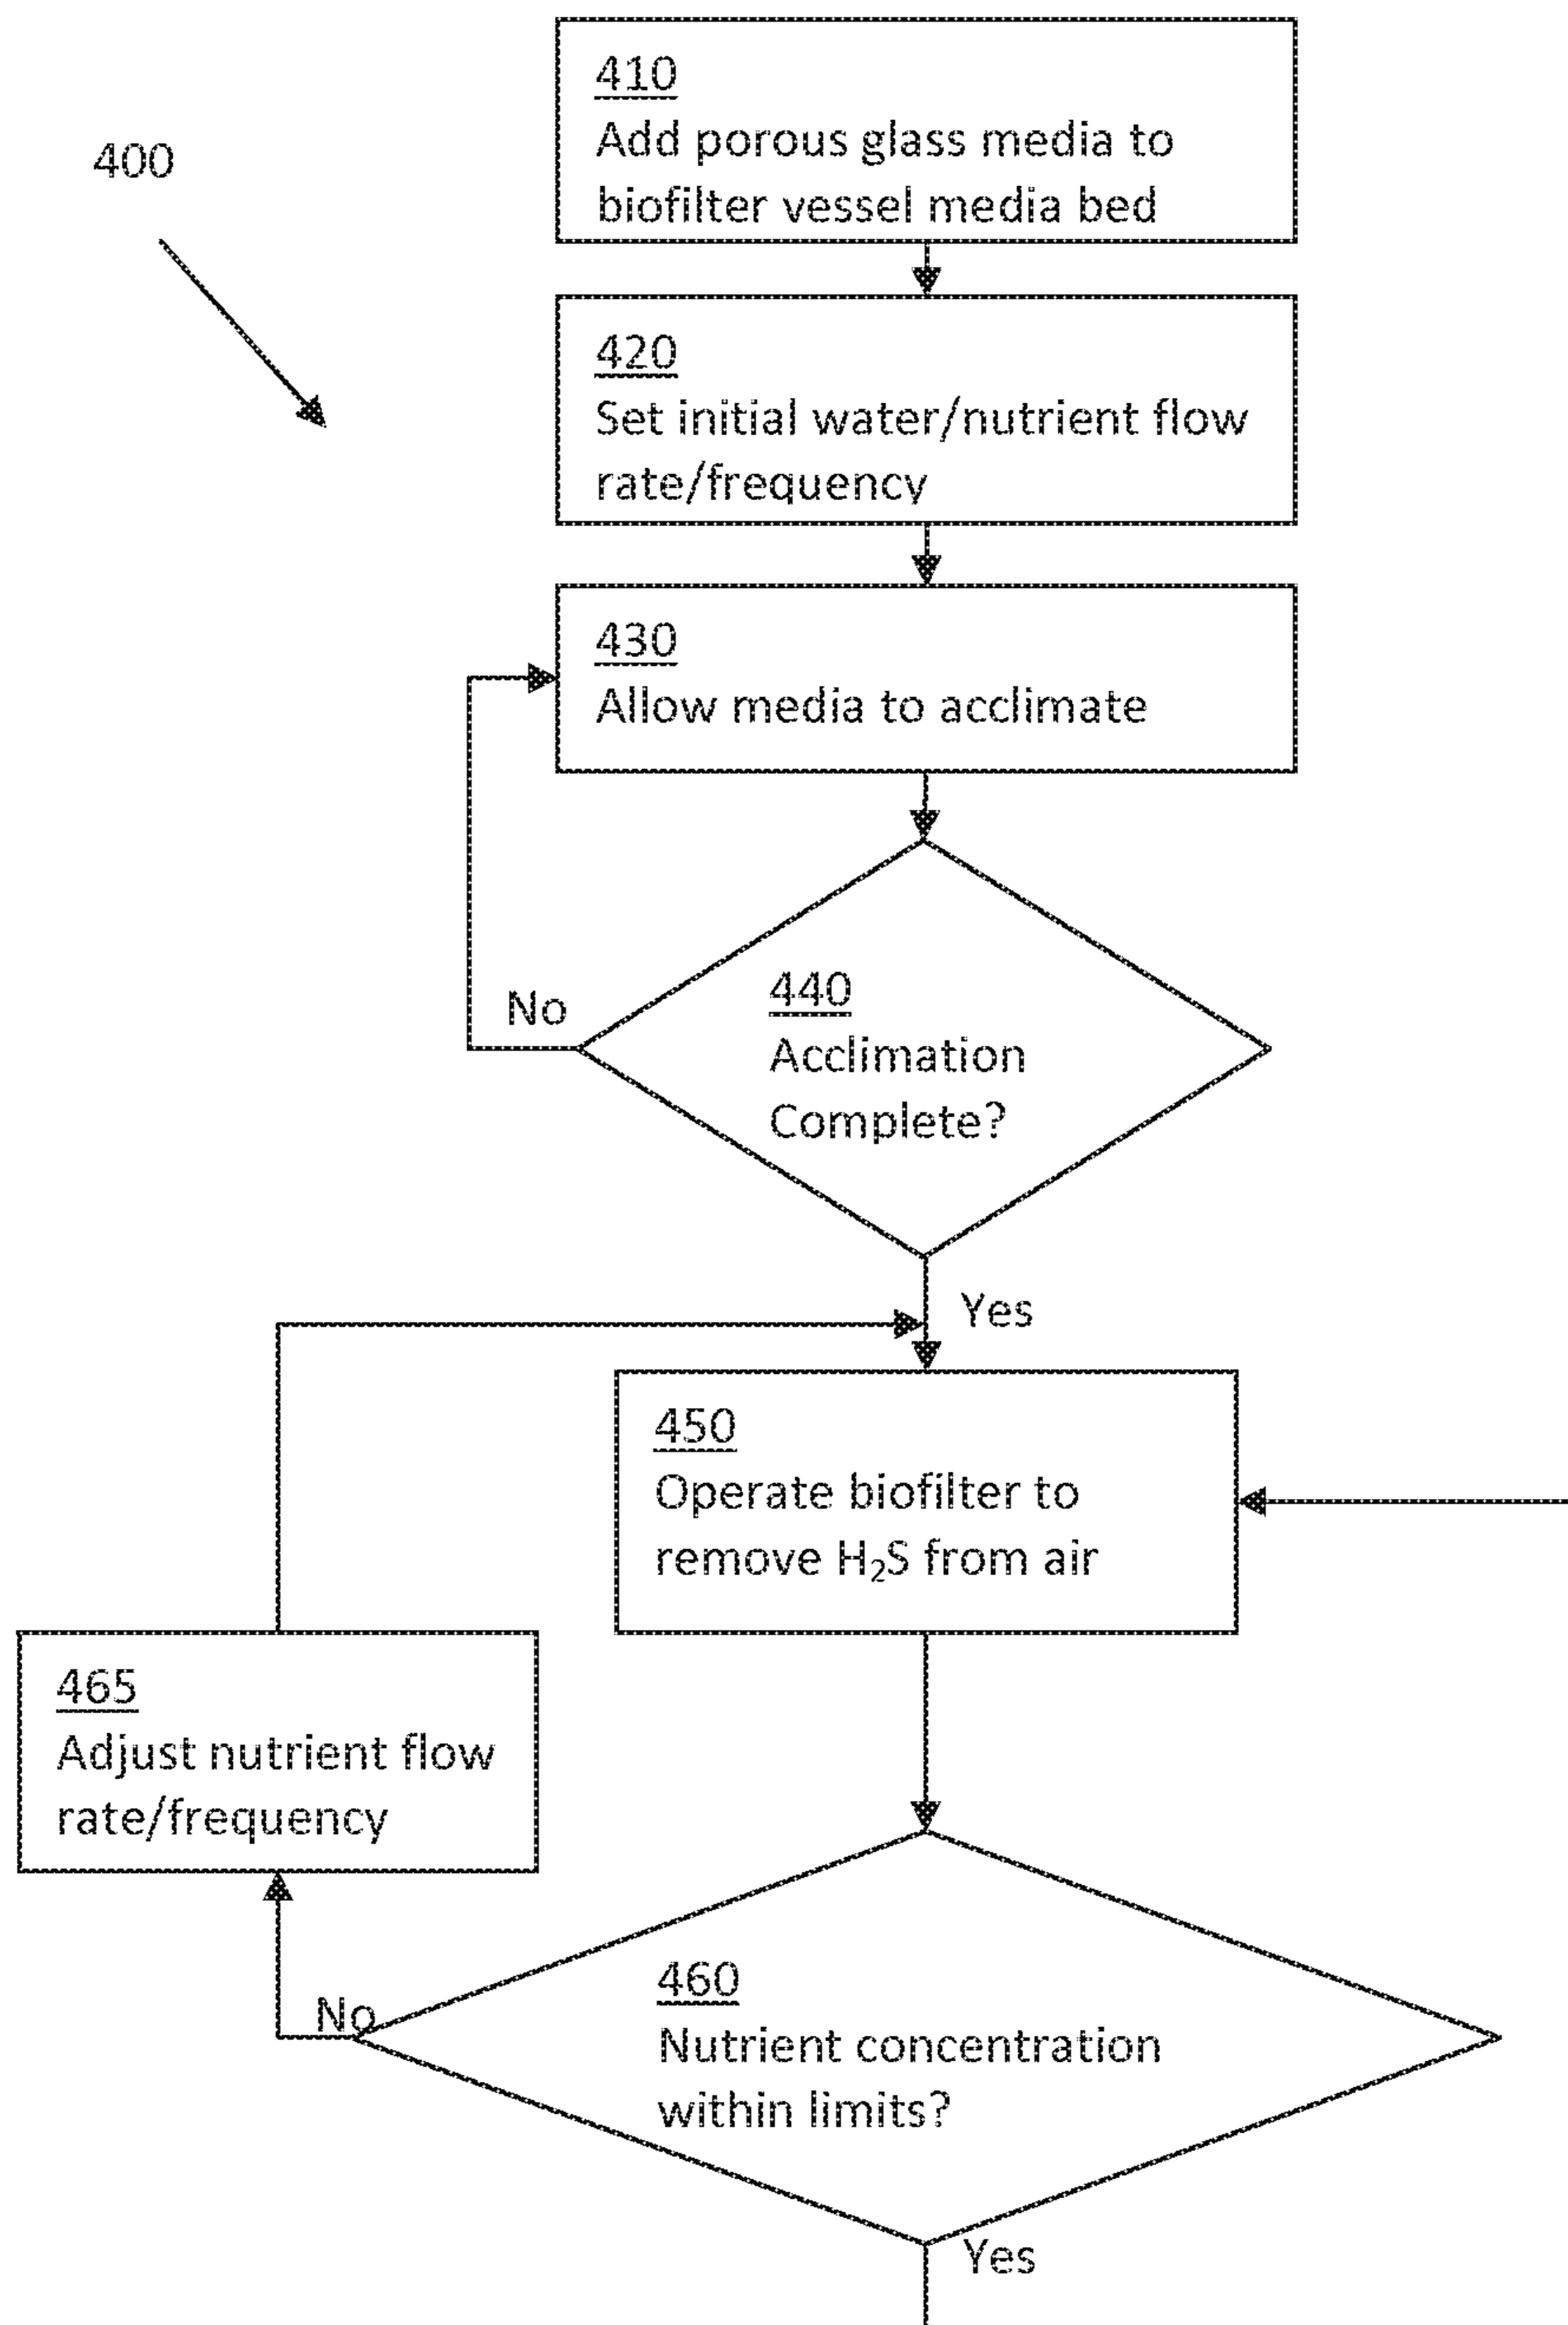 400
410
Add porous glass media to
biofilter vessel media bed
420
Set initial water/nutrient flow
rate/frequency
430
Allow media to acclimate
440
Acclimation
Complete?
No
Yes
450
Operate biofilter to
remove H₂S from air
465
Adjust nutrient flow
rate/frequency
460
Nutrient concentration
within limits?
No
Yes